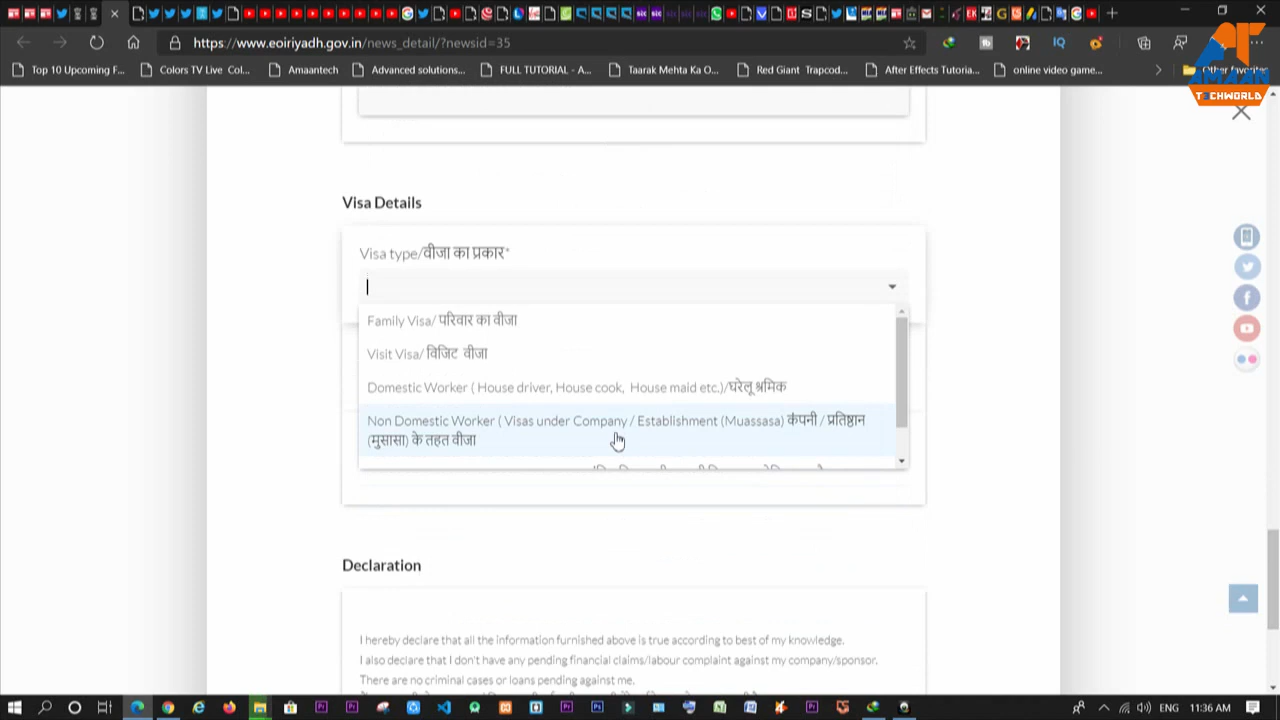 https://www.eoiriyadh.gov.in/news_detail/?newsid=35
Top 10 Upcoming F...
Colors TV Live Col...
Amaantech
Advanced solutions...
FULL TUTORIAL - A...
Taarak Mehta Ka O...
Red Giant Trapcod...
After Effects Tutoria...
online video game...
Other favorites
AT
AMAAN
TECHWORLD
Visa Details
Visa type/वीजा का प्रकार*
Family Visa/ परिवार का वीजा
Visit Visa/ विजिट वीजा
Domestic Worker ( House driver, House cook, House maid etc.)/घरेलू श्रमिक
Non Domestic Worker ( Visas under Company / Establishment (Muassasa) कंपनी / प्रतिष्ठान
(मुसासा) के तहत वीजा
Declaration
I hereby declare that all the information furnished above is true according to best of my knowledge.
I also declare that I don't have any pending financial claims/labour complaint against my company/sponsor.
There are no criminal cases or loans pending against me.
ENG
11:36 AM